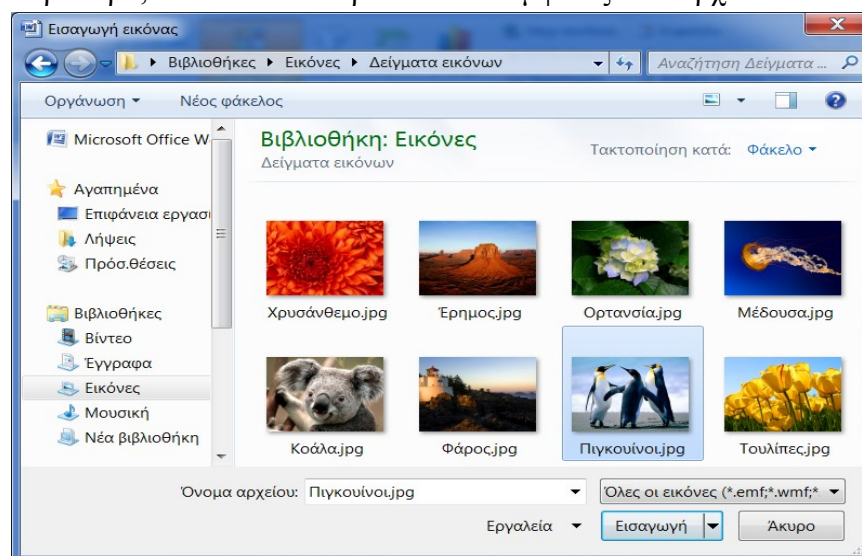 Εισαγωγή εικόνας
Βιβλιοθήκες ▸ Εικόνες ▸ Δείγματα εικόνων
Αναζήτηση Δείγματα ...
Οργάνωση
Νέος φάκελος
Microsoft Office W
Αγαπημένα
Επιφάνεια εργασι
Λήψεις
Πρόσ.θέσεις
Βιβλιοθήκες
Βίντεο
Έγγραφα
Εικόνες
Μουσική
Νέα βιβλιοθήκη
Βιβλιοθήκη: Εικόνες
Δείγματα εικόνων
Τακτοποίηση κατά: Φάκελο
Χρυσάνθεμο.jpg
Έρημος.jpg
Ορτανσία.jpg
Μέδουσα.jpg
Κοάλα.jpg
Φάρος.jpg
Πιγκουίνοι.jpg
Τουλίπες.jpg
Όνομα αρχείου: Πιγκουίνοι.jpg
Όλες οι εικόνες (*.emf;*.wmf;*
Εργαλεία
Εισαγωγή
Άκυρο